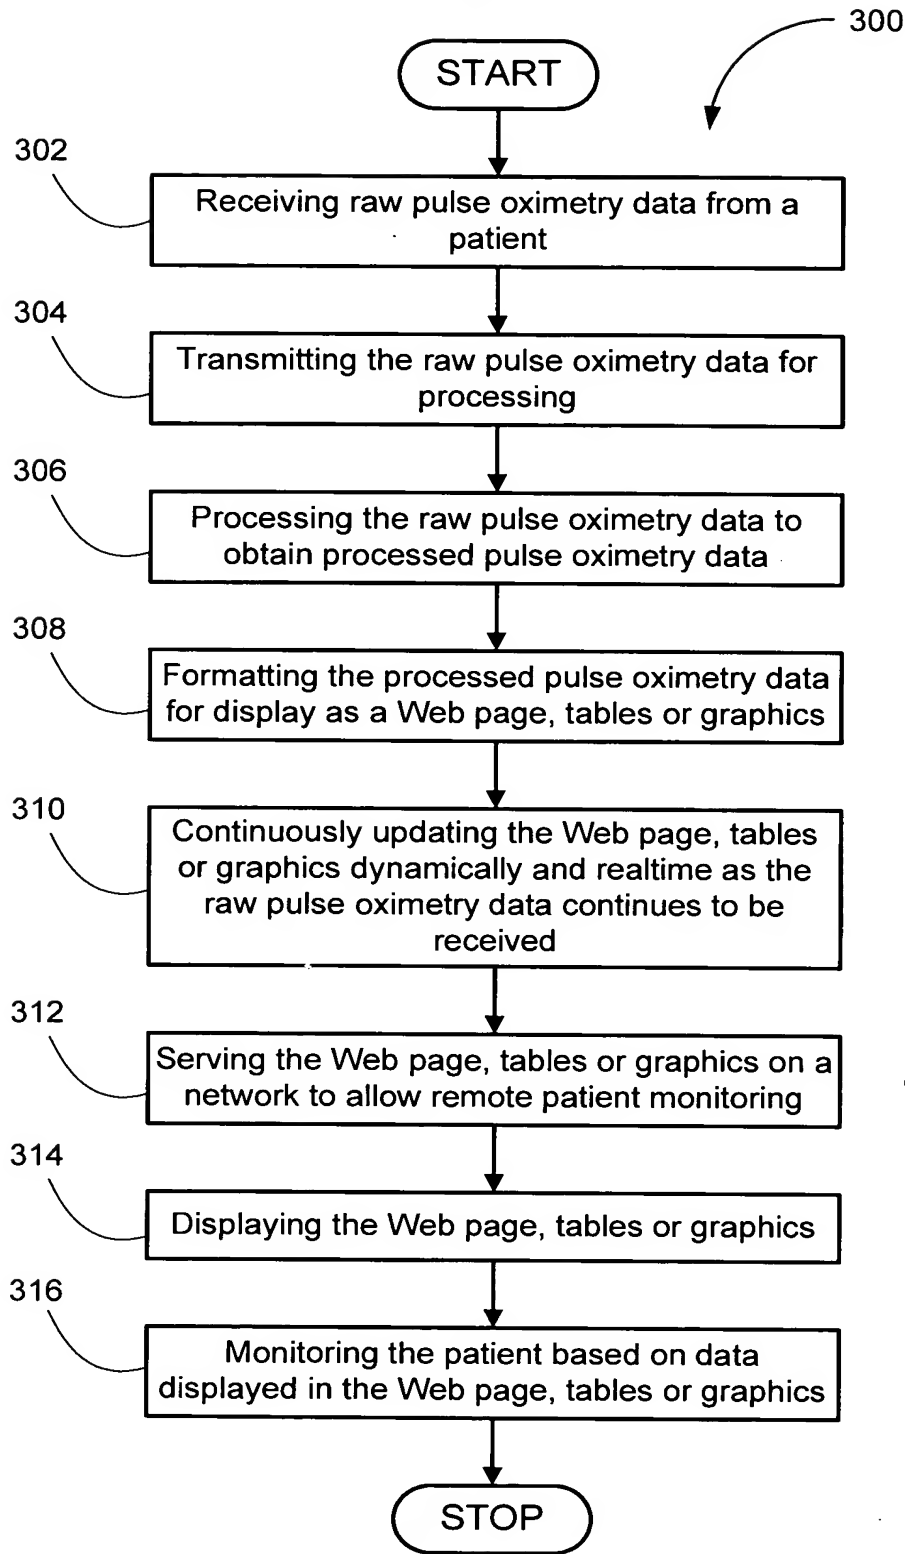 300
START
302
Receiving raw pulse oximetry data from a
patient
304
Transmitting the raw pulse oximetry data for
processing
306
Processing the raw pulse oximetry data to
obtain processed pulse oximetry data
308
Formatting the processed pulse oximetry data
for display as a Web page, tables or graphics
310
Continuously updating the Web page, tables
or graphics dynamically and realtime as the
raw pulse oximetry data continues to be
received
312
Serving the Web page, tables or graphics on a
network to allow remote patient monitoring
314
Displaying the Web page, tables or graphics
316
Monitoring the patient based on data
displayed in the Web page, tables or graphics
STOP